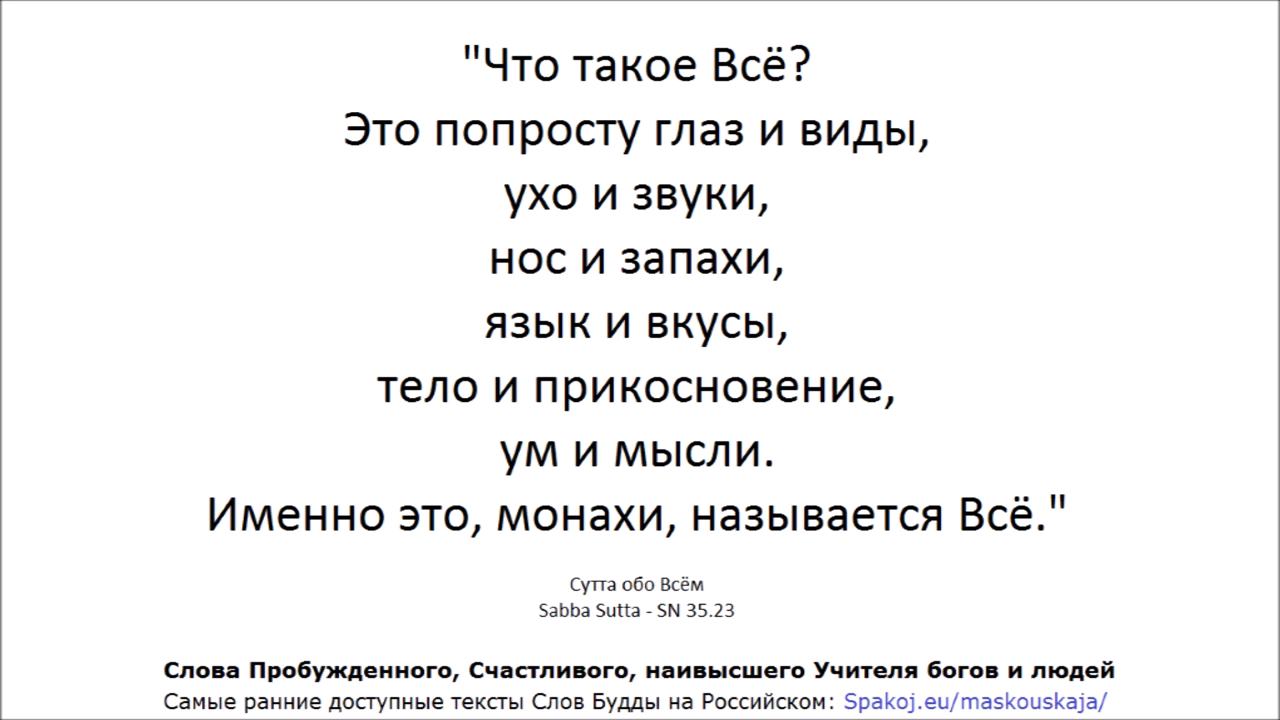 "Что такое Всё?
Это попросту глаз и виды,
ухо и звуки,
нос и запахи,
язык и вкусы,
тело и прикосновение,
ум и мысли.
Именно это, монахи, называется Всё."
Сутта обо Всём
Sabba Sutta - SN 35.23
Слова Пробужденного, Счастливого, наивысшего Учителя богов и людей
Самые ранние доступные тексты Слов Будды на Российском: Spakoj.eu/maskouskaja/